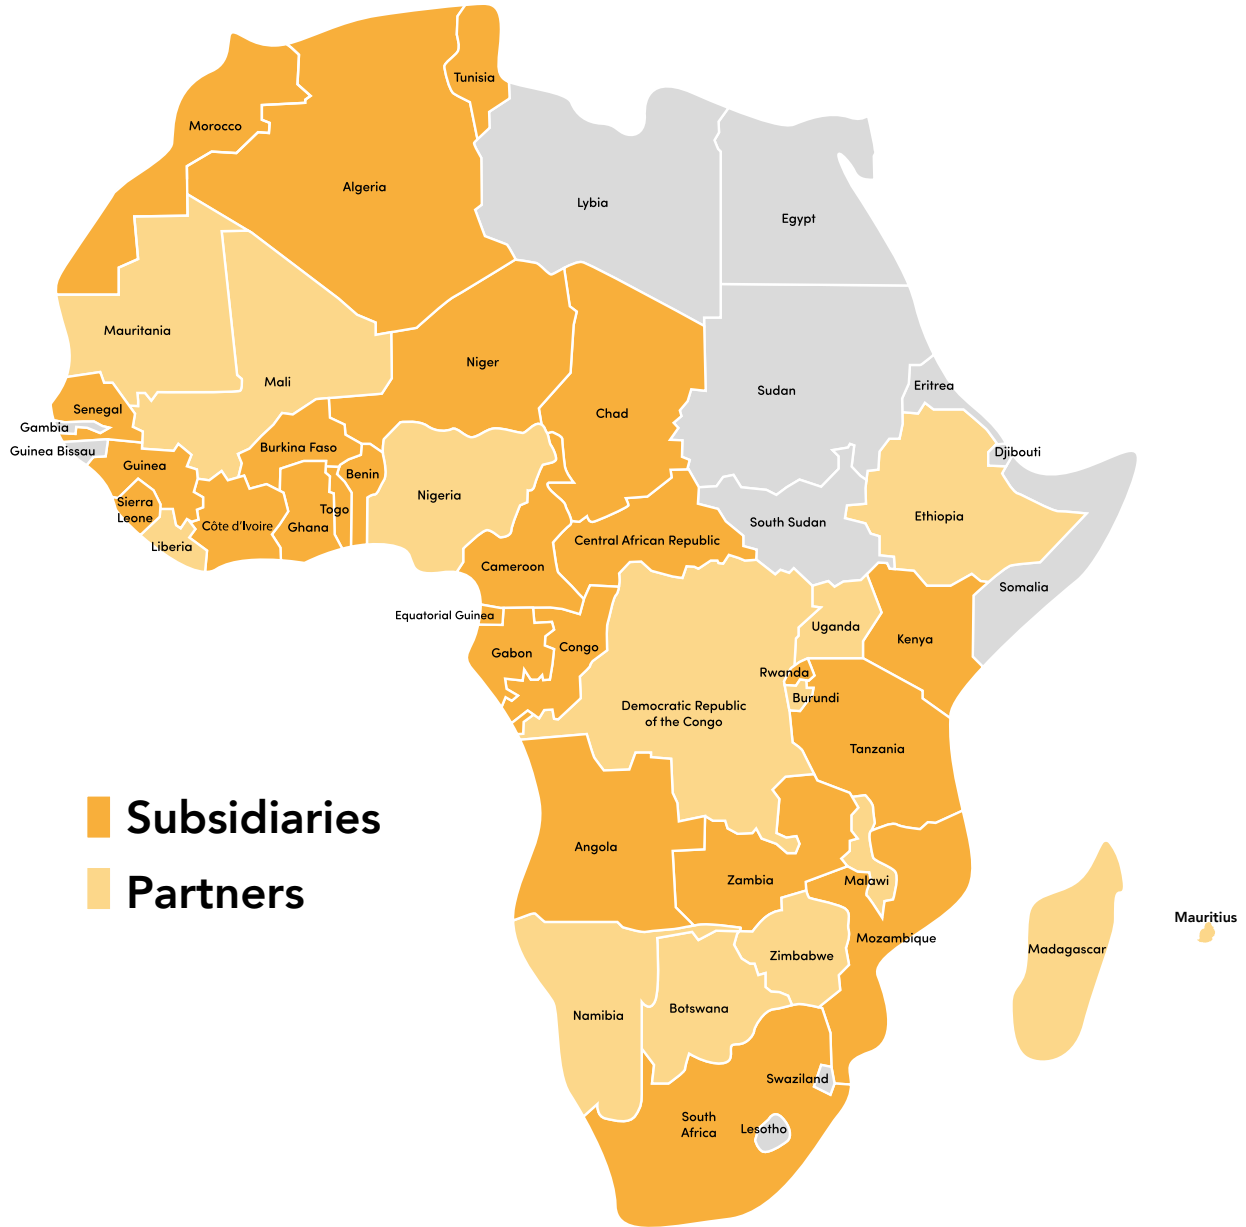 Tunisia
Morocco
Algeria
Lybia
Egypt
Mauritania
Mali
Niger
Chad
Sudan
Eritrea
Senegal
Gambia
Guinea Bissau
Guinea
Burkina Faso
Benin
Djibouti
Sierra
Leone
Nigeria
Togo
Côte d'Ivoire
Ghana
Liberia
South Sudan
Ethiopia
Central African Republic
Cameroon
Somalia
Equatorial Guinea
Uganda
Kenya
Gabon
Congo
Rwanda
Burundi
Democratic Republic
of the Congo
Tanzania
Subsidiaries
Partners
Angola
Zambia
Malawi
Mauritius
Mozambique
Madagascar
Zimbabwe
Namibia
Botswana
Swaziland
South
Africa
Lesotho